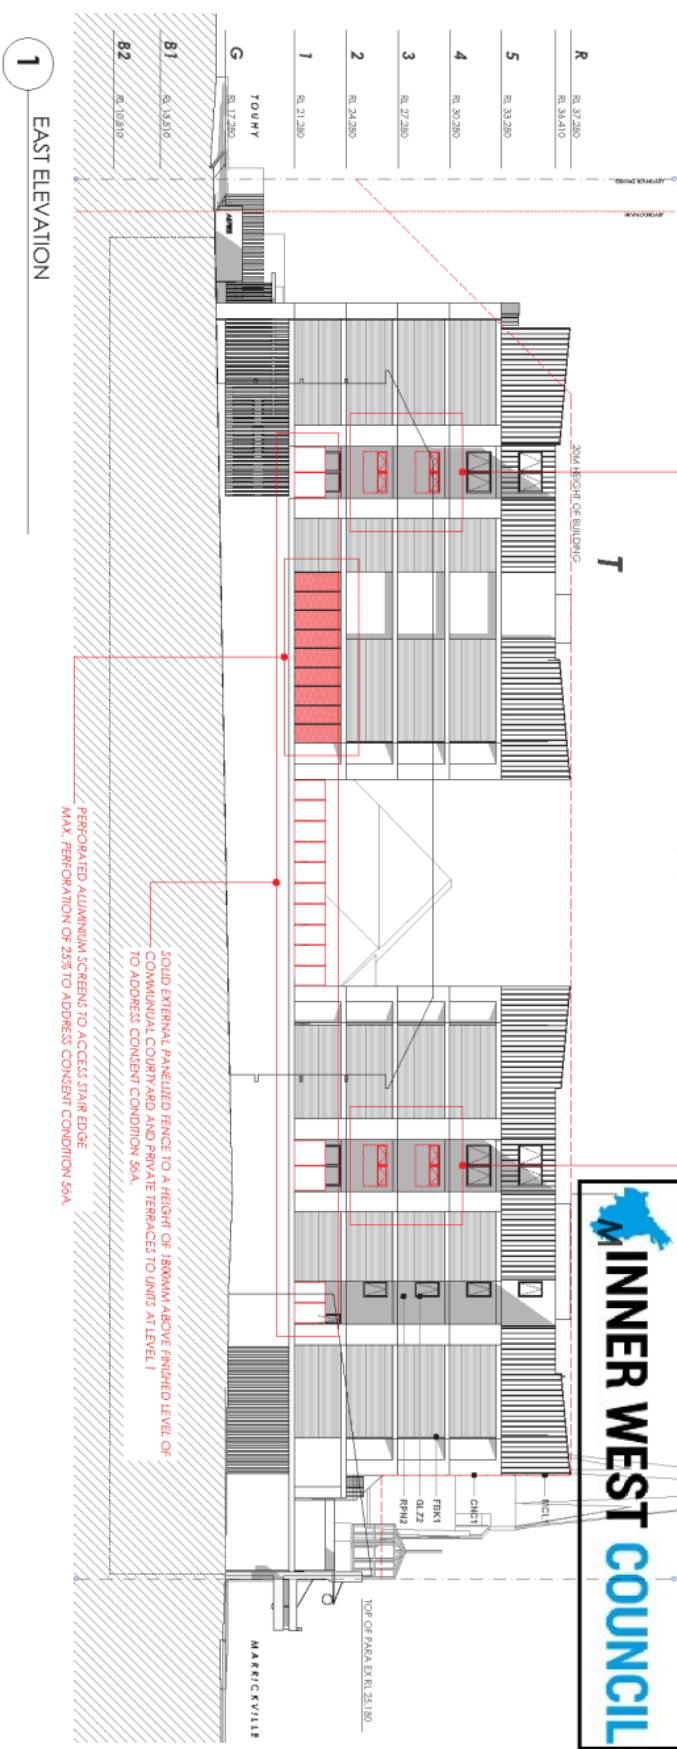 R RL 37.280
RL 36.410
5 RL 33.280
4 RL 30.280
3 RL 27.280
2 RL 24.280
1 RL 21.280
G RL 17.280
B1 RL 13.510
B2 RL 10.810
TOUHY
20M HEIGHT OF BUILDING
T
INNER WEST COUNCIL
MCL1
CNC1
FBK1
GLZ2
RPN2
TOP OF PARA EX RL 25.180
MARRICKVILLE
SOLID EXTERNAL PANELIZED FENCE TO A HEIGHT OF 1800MM ABOVE FINISHED LEVEL OF
COMMUNUAL COURTYARD AND PRIVATE TERRACES TO UNITS AT LEVEL 1
TO ADDRESS CONSENT CONDITION 56A.
PERFORATED ALUMINIUM SCREENS TO ACCESS STAIR EDGE
MAX. PERFORATION OF 25% TO ADDRESS CONSENT CONDITION 56A.
1 EAST ELEVATION